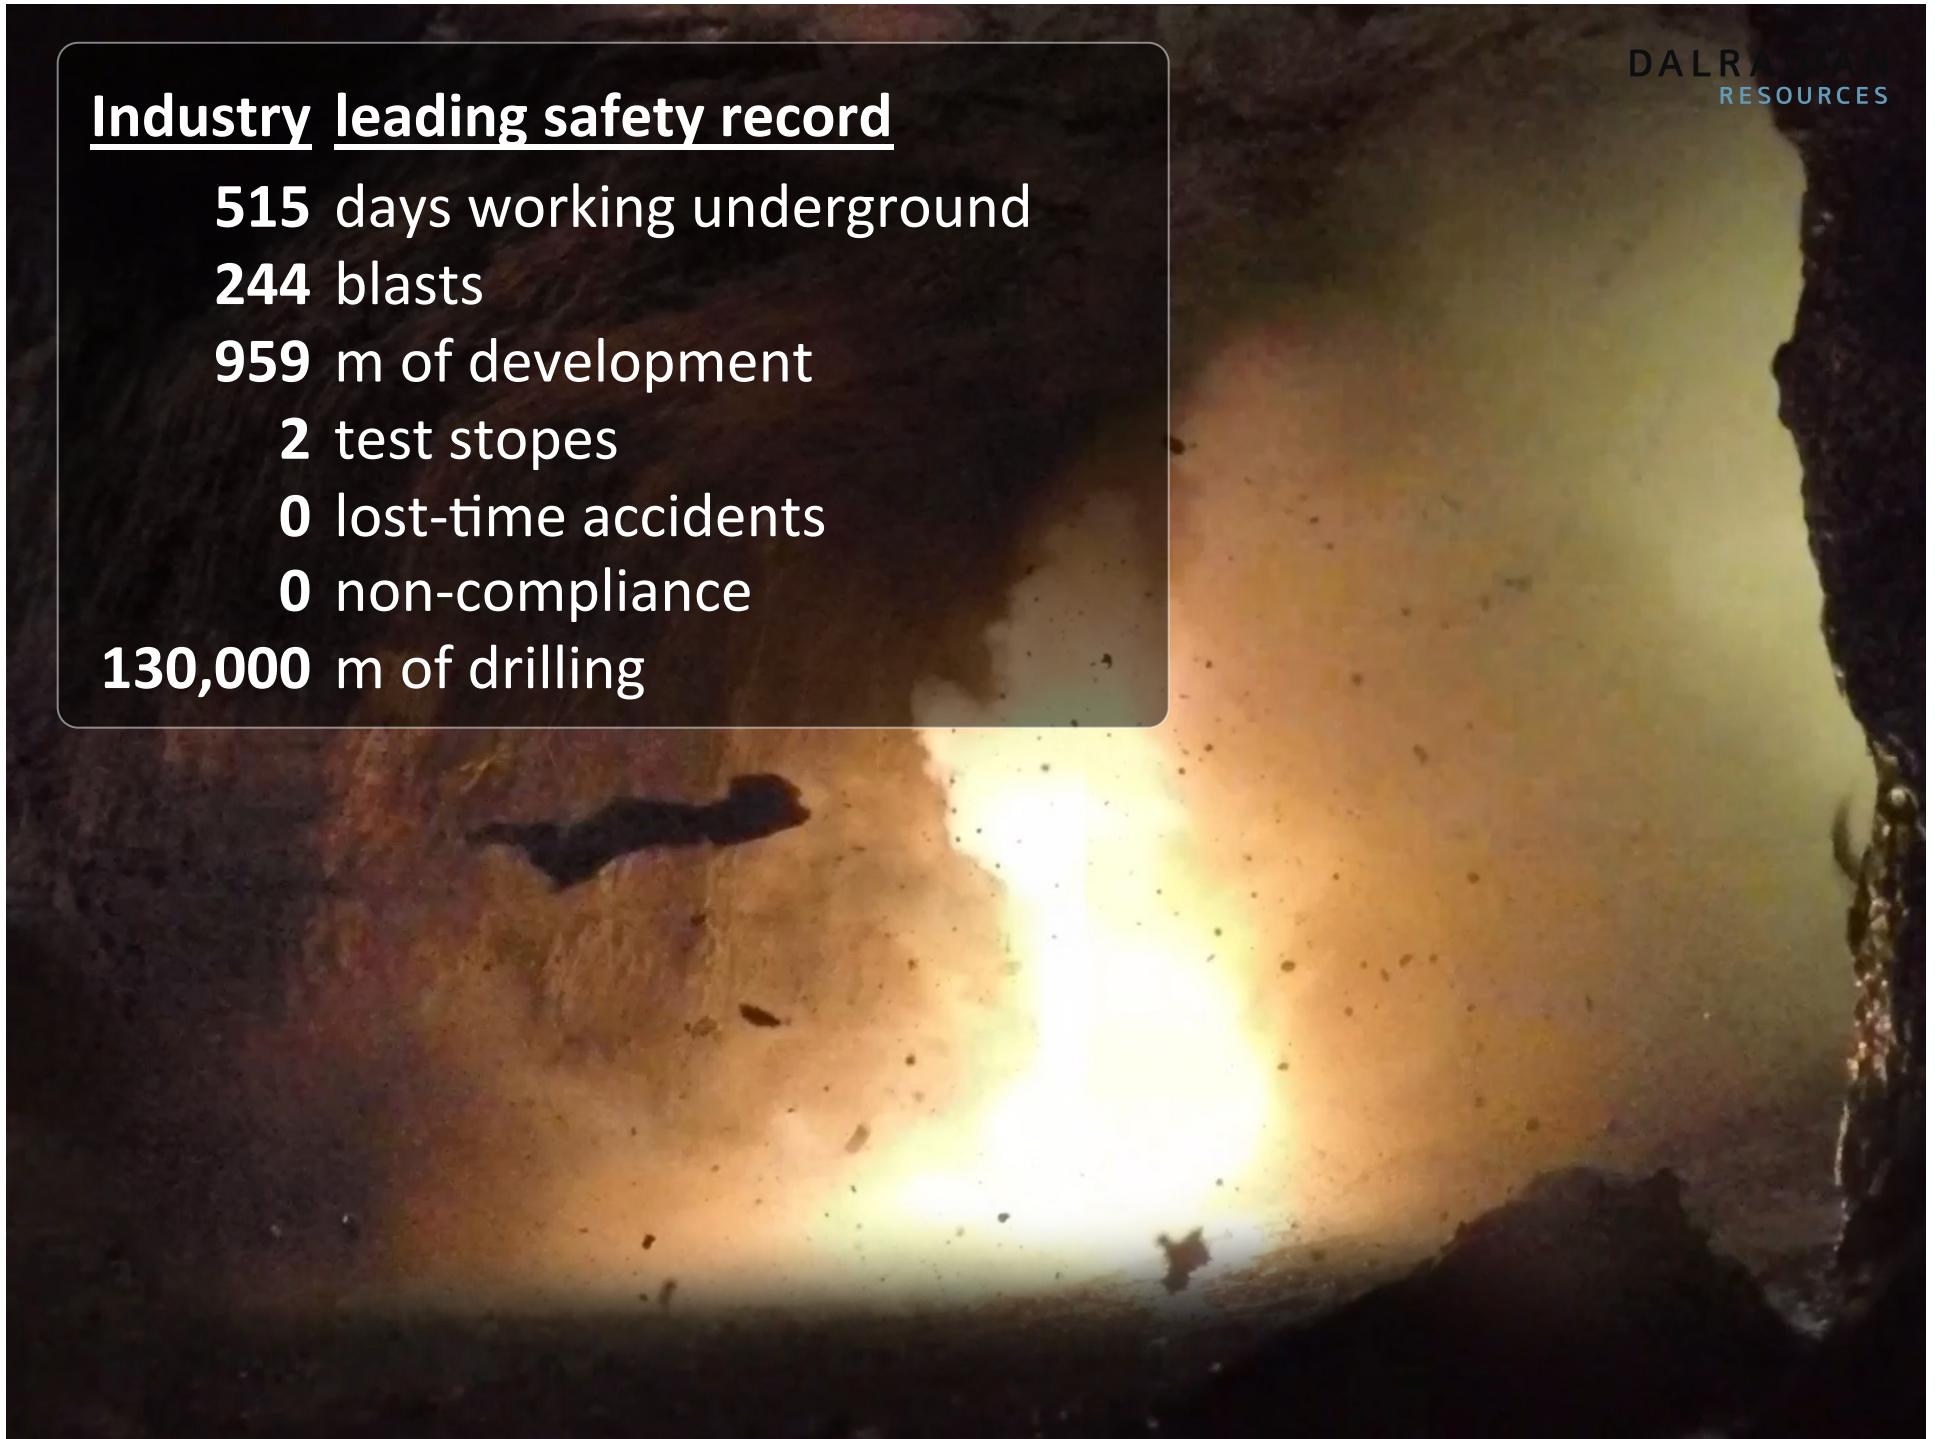 DALRADIAN
RESOURCES
Industry leading safety record
515 days working underground
244 blasts
959 m of development
2 test stopes
0 lost-time accidents
0 non-compliance
130,000 m of drilling